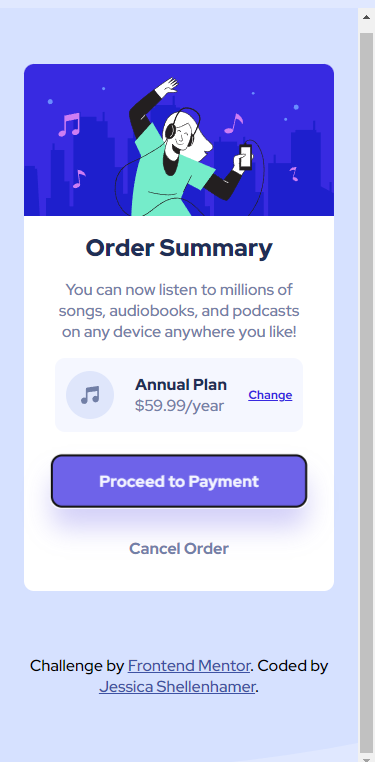 Order Summary
You can now listen to millions of
songs, audiobooks, and podcasts
on any device anywhere you like!
Annual Plan
$59.99/year
Change
Proceed to Payment
Cancel Order
Challenge by Frontend Mentor. Coded by
Jessica Shellenhamer.